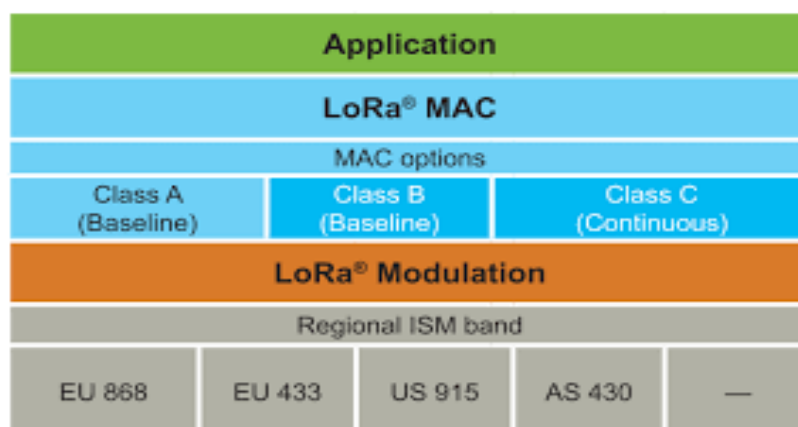 Application
LoRa® MAC
MAC options
Class A
(Baseline)
Class B
(Baseline)
Class C
(Continuous)
LoRa® Modulation
Regional ISM band
EU 868
EU 433
US 915
AS 430
—